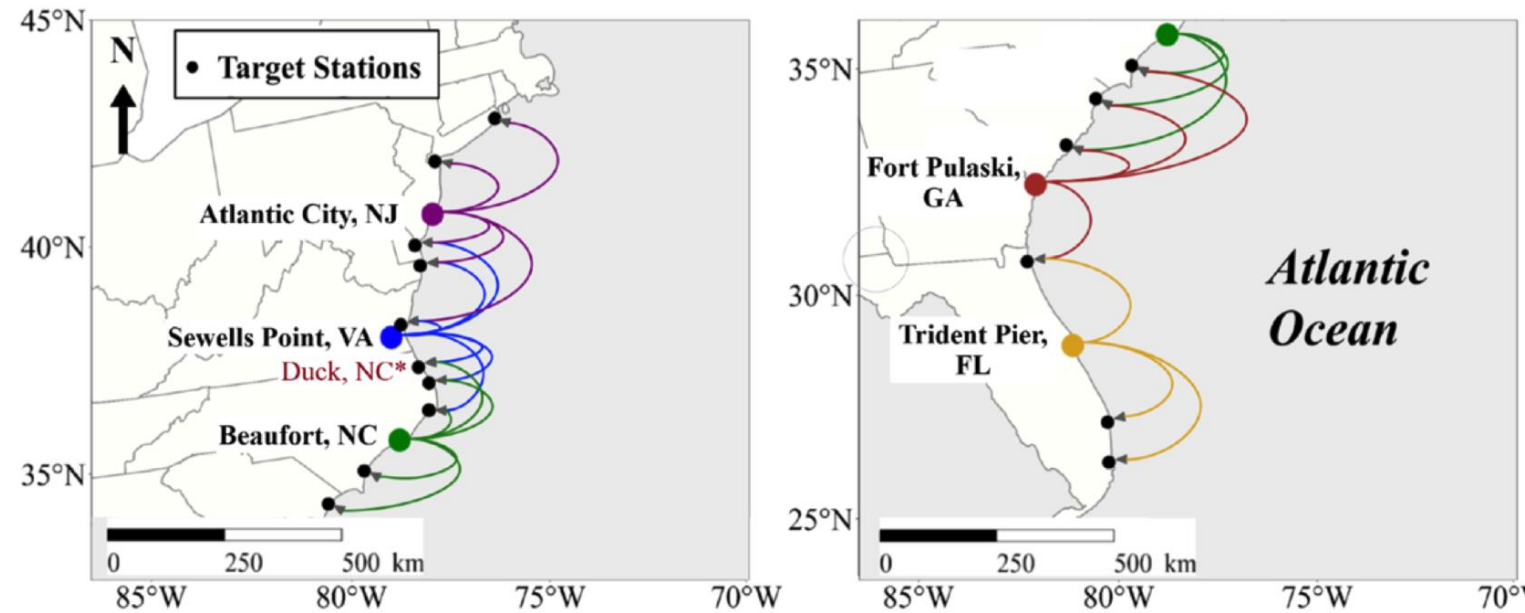 45°N
N
Target Stations
Atlantic City, NJ
40°N
Sewells Point, VA
Duck, NC*
Beaufort, NC
35°N
0 250 500 km
85°W 80°W 75°W 70°W
35°N
Fort Pulaski,
GA
30°N
Trident Pier,
FL
Atlantic
Ocean
25°N
0 250 500 km
85°W 80°W 75°W 70°W